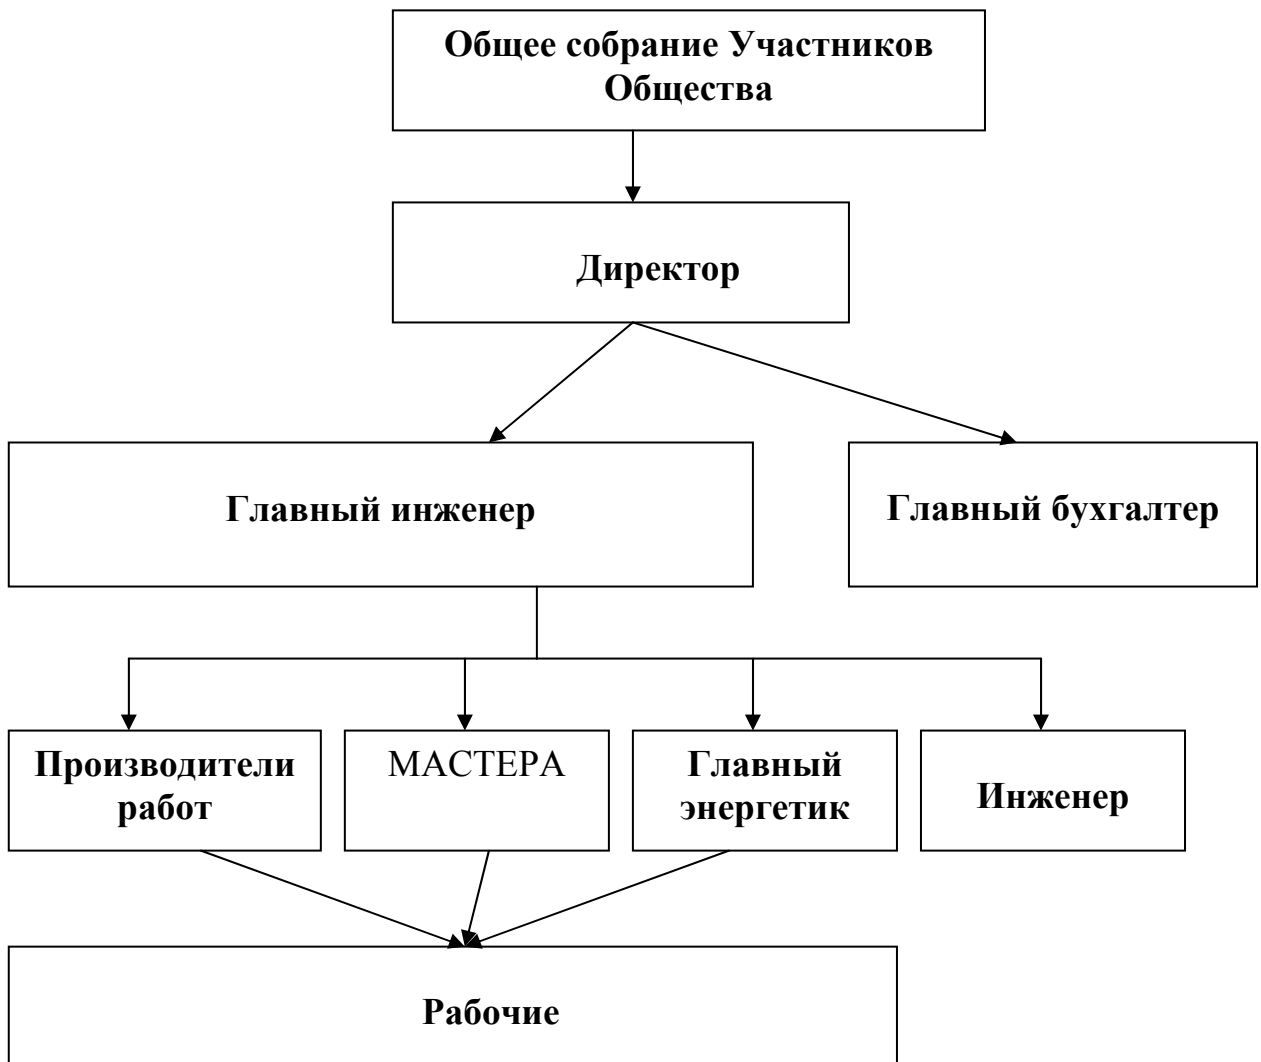 Общее собрание Участников
Общества
Директор
Главный инженер
Главный бухгалтер
Производители
работ
МАСТЕРА
Главный
энергетик
Инженер
Рабочие